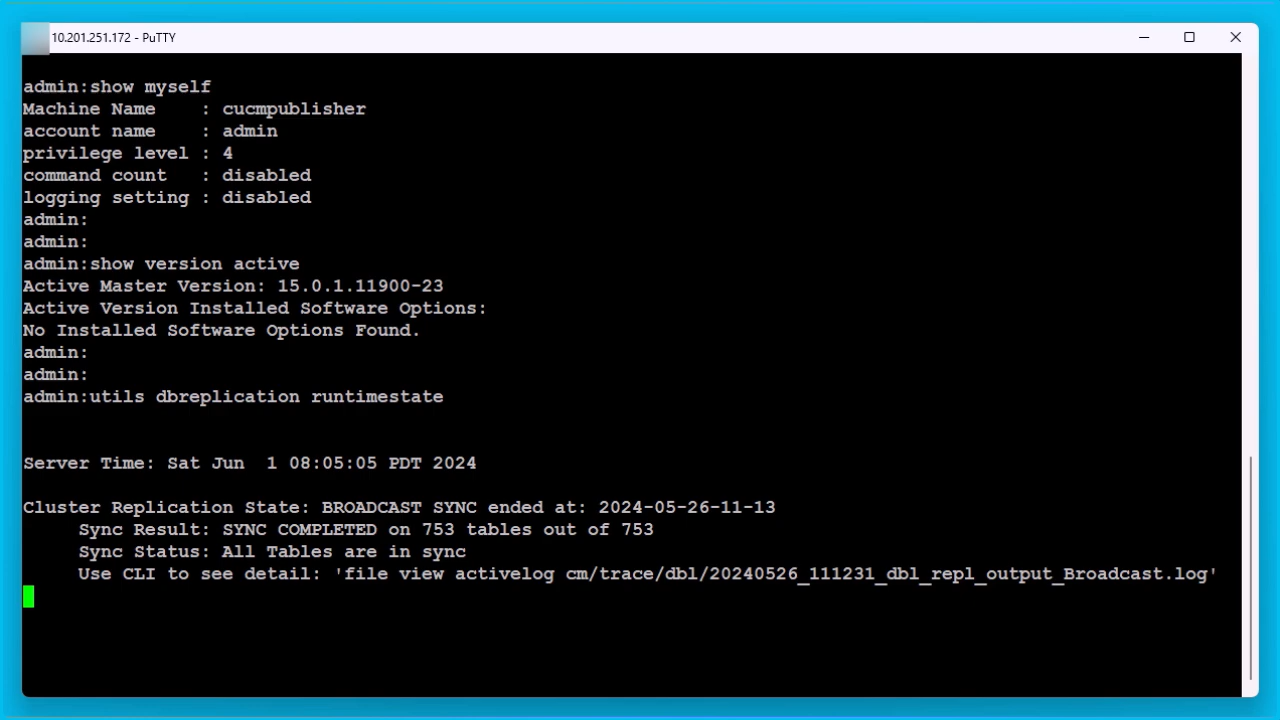 10.201.251.172 - PuTTY
admin:show myself
Machine Name    : cucmpublisher
account name    : admin
privilege level : 4
command count   : disabled
logging setting : disabled
admin:
admin:
admin:show version active
Active Master Version: 15.0.1.11900-23
Active Version Installed Software Options:
No Installed Software Options Found.
admin:
admin:
admin:utils dbreplication runtimestate
Server Time: Sat Jun  1 08:05:05 PDT 2024
Cluster Replication State: BROADCAST SYNC ended at: 2024-05-26-11-13
     Sync Result: SYNC COMPLETED on 753 tables out of 753
     Sync Status: All Tables are in sync
     Use CLI to see detail: 'file view activelog cm/trace/dbl/20240526_111231_dbl_repl_output_Broadcast.log'